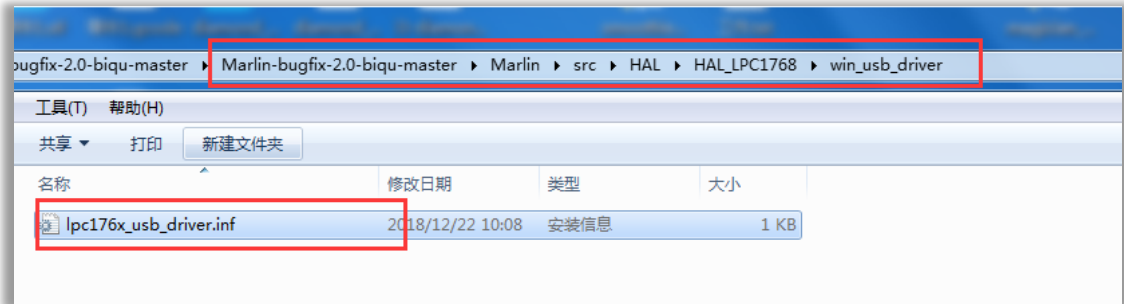 bugfix-2.0-biqu-master ▸ Marlin-bugfix-2.0-biqu-master ▸ Marlin ▸ src ▸ HAL ▸ HAL_LPC1768 ▸ win_usb_driver
工具(T) 帮助(H)
共享 ▼ 打印 新建文件夹
名称 修改日期 类型 大小
lpc176x_usb_driver.inf 2018/12/22 10:08 安装信息 1 KB